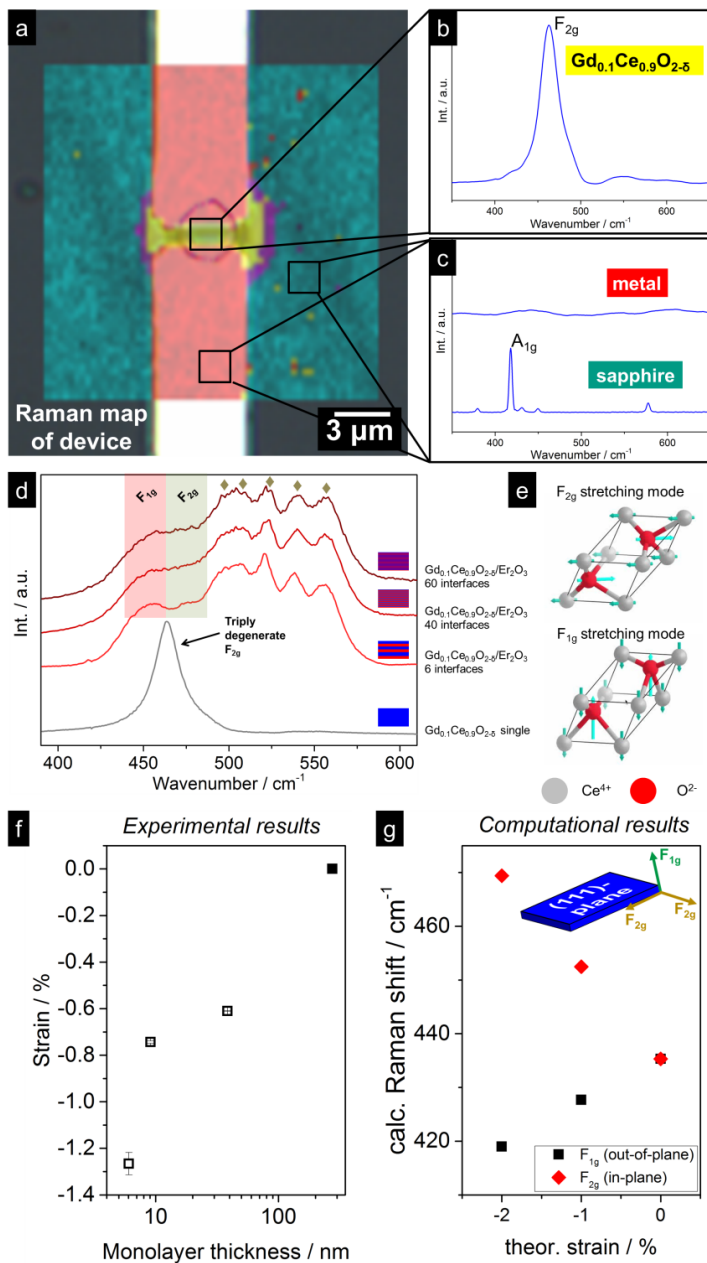 a
Raman map
of device
3 µm
b
F₂g
Gd₀.₁Ce₀.₉O₂₋δ
Int. / a.u.
400 500 600
Wavenumber / cm⁻¹
c
metal
A₁g
sapphire
Int. / a.u.
400 500 600
Wavenumber / cm⁻¹
d
F₁g
F₂g
Triply
degenerate
F₂g
Gd₀.₁Ce₀.₉O₂₋δ/Er₂O₃
60 interfaces
Gd₀.₁Ce₀.₉O₂₋δ/Er₂O₃
40 interfaces
Gd₀.₁Ce₀.₉O₂₋δ/Er₂O₃
6 interfaces
Gd₀.₁Ce₀.₉O₂₋δ single
Int. / a.u.
400 450 500 550 600
Wavenumber / cm⁻¹
e
F₂g stretching mode
F₁g stretching mode
Ce⁴⁺ O²⁻
f
Experimental results
Strain / %
0.0
-0.2
-0.4
-0.6
-0.8
-1.0
-1.2
-1.4
10 100
Monolayer thickness / nm
g
Computational results
calc. Raman shift / cm⁻¹
460
440
420
(111)-
plane
F₁g
F₂g
F₂g
F₁g (out-of-plane)
F₂g (in-plane)
-2 -1 0
theor. strain / %